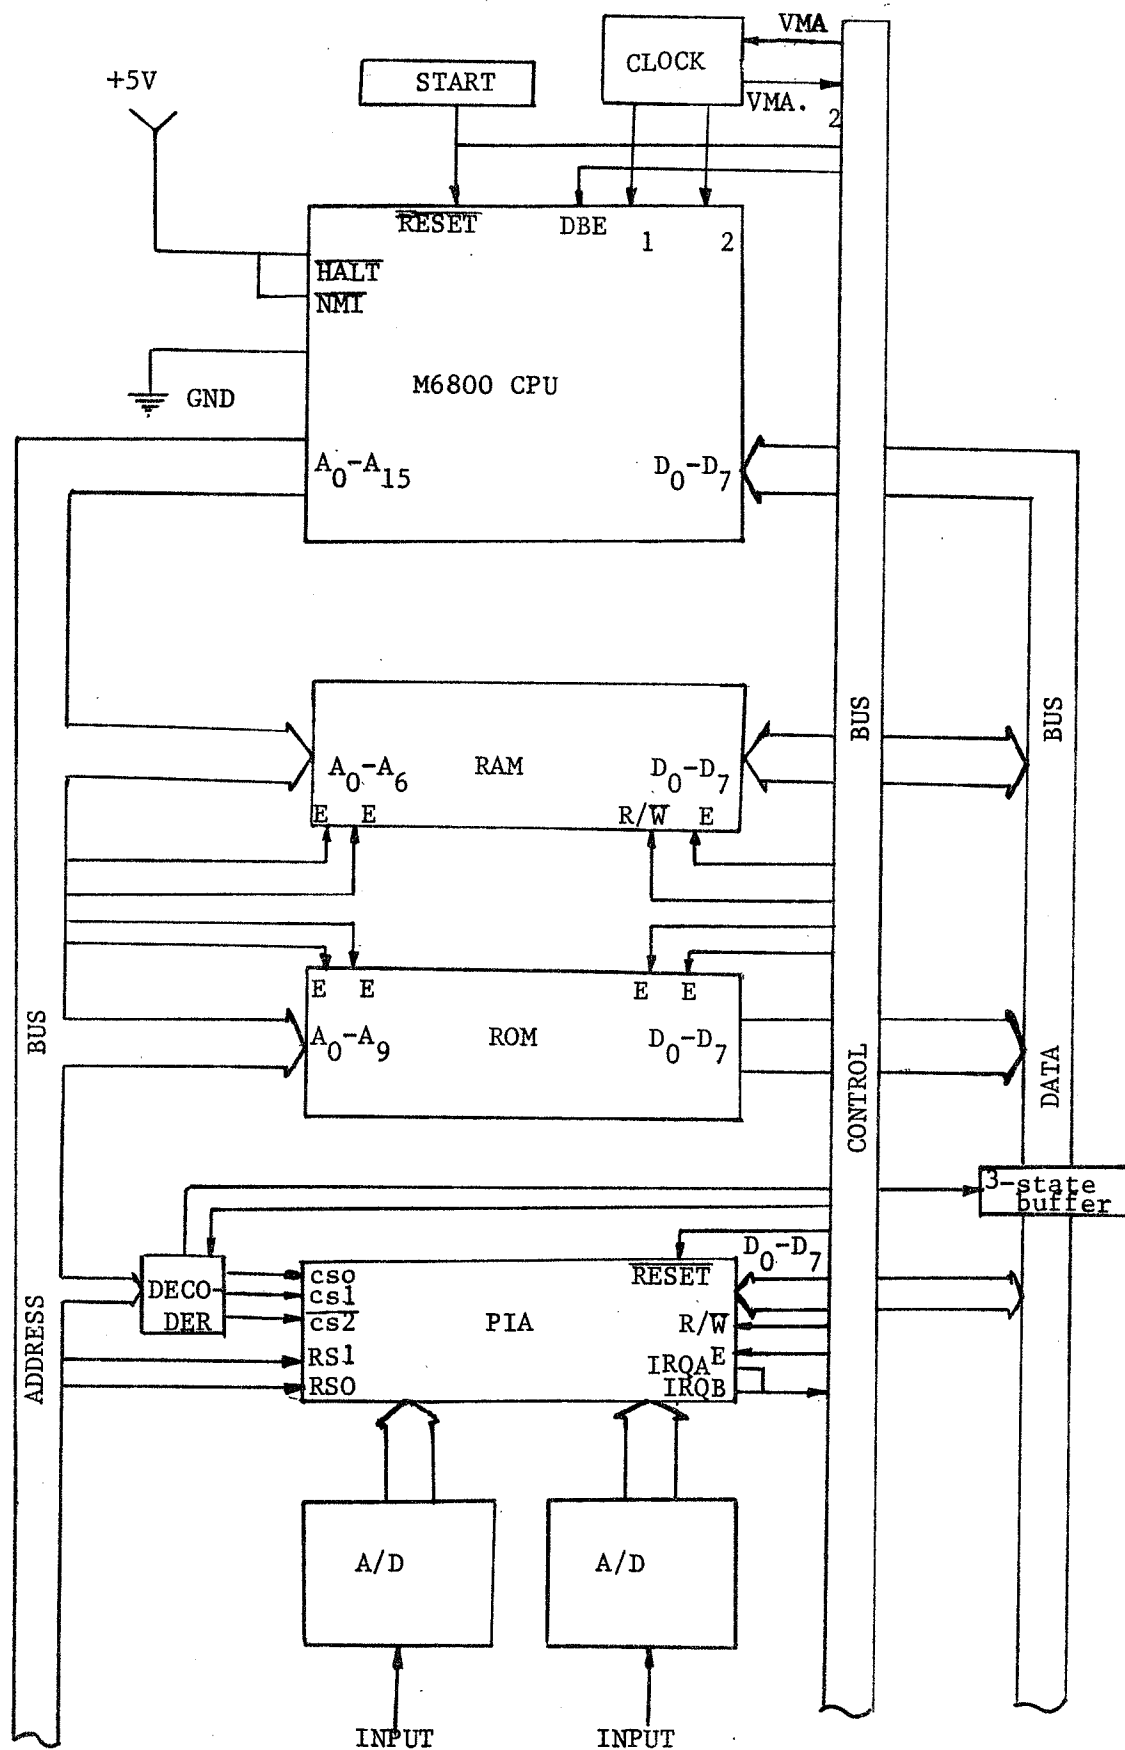 VMA
CLOCK
+5V
START
VMA.
2
RESET
DBE
1
2
HALT
NMI
M6800 CPU
GND
A0-A15
D0-D7
BUS
BUS
RAM
A0-A6
D0-D7
E
E
R/W
E
E
E
E
E
A0-A9
ROM
D0-D7
BUS
DATA
CONTROL
3-state
buffer
D0-D7
RESET
DECO-
DER
cs0
cs1
cs2
PIA
R/W
E
RS1
IRQA
RS0
IRQB
ADDRESS
A/D
A/D
INPUT
INPUT